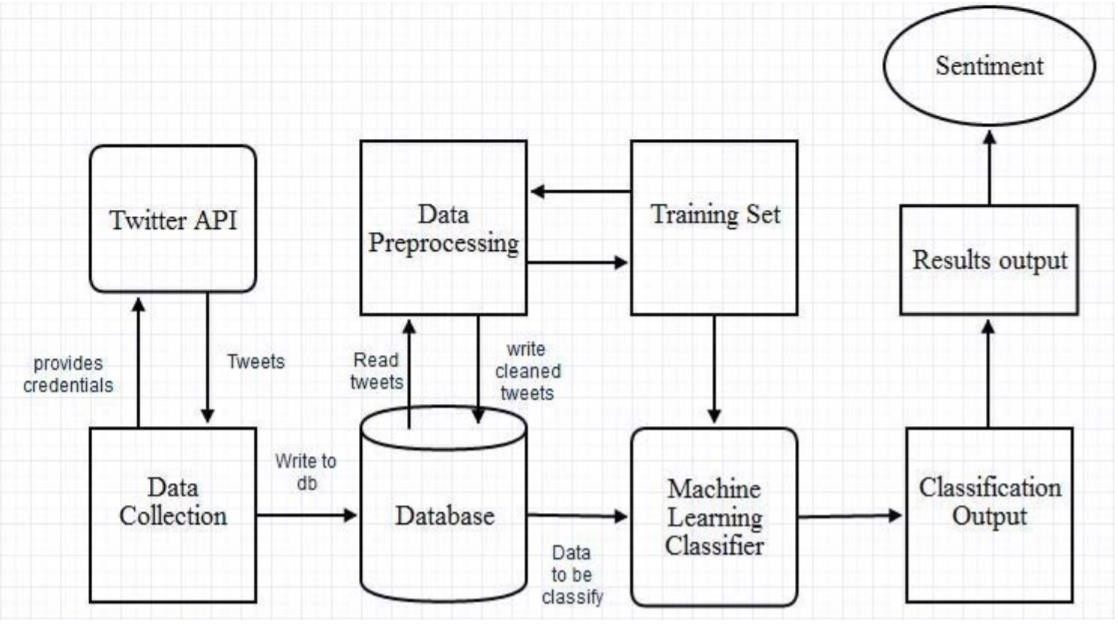 Sentiment
Twitter API
Data
Preprocessing
Training Set
Results output
provides
credentials
Tweets
Read
tweets
write
cleaned
tweets
Data
Collection
Write to
db
Database
Data
to be
classify
Machine
Learning
Classifier
Classification
Output